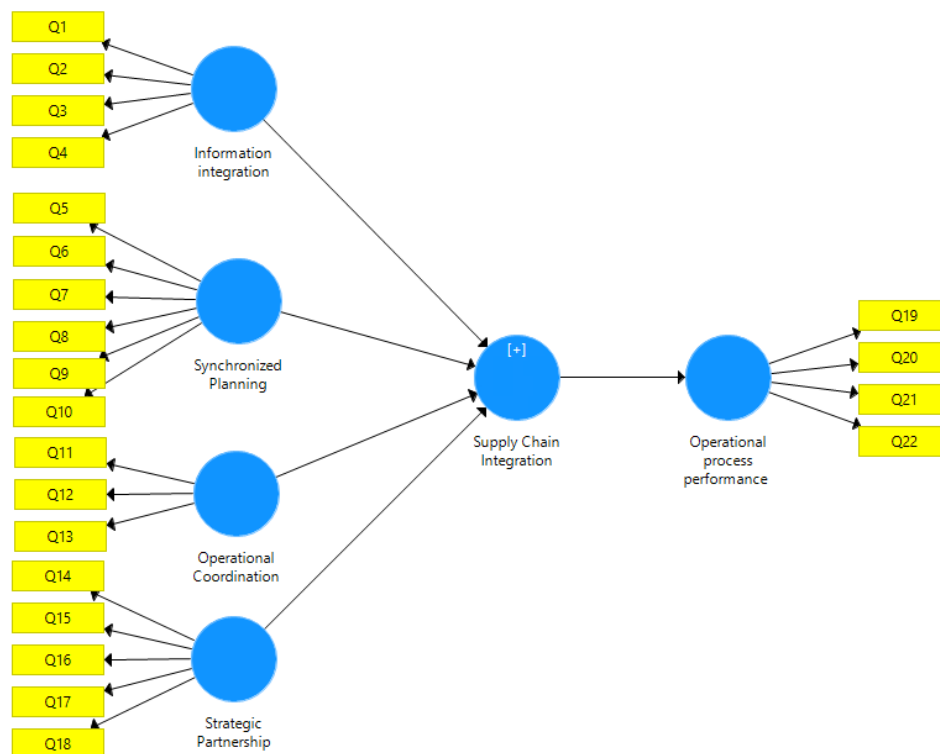 Q1
Q2
Q3
Q4
Information
integration
Q5
Q6
Q7
Q8
Q9
Q10
Synchronized
Planning
Q11
Q12
Q13
Operational
Coordination
Q14
Q15
Q16
Q17
Q18
Strategic
Partnership
[+]
Supply Chain
Integration
Operational
process
performance
Q19
Q20
Q21
Q22